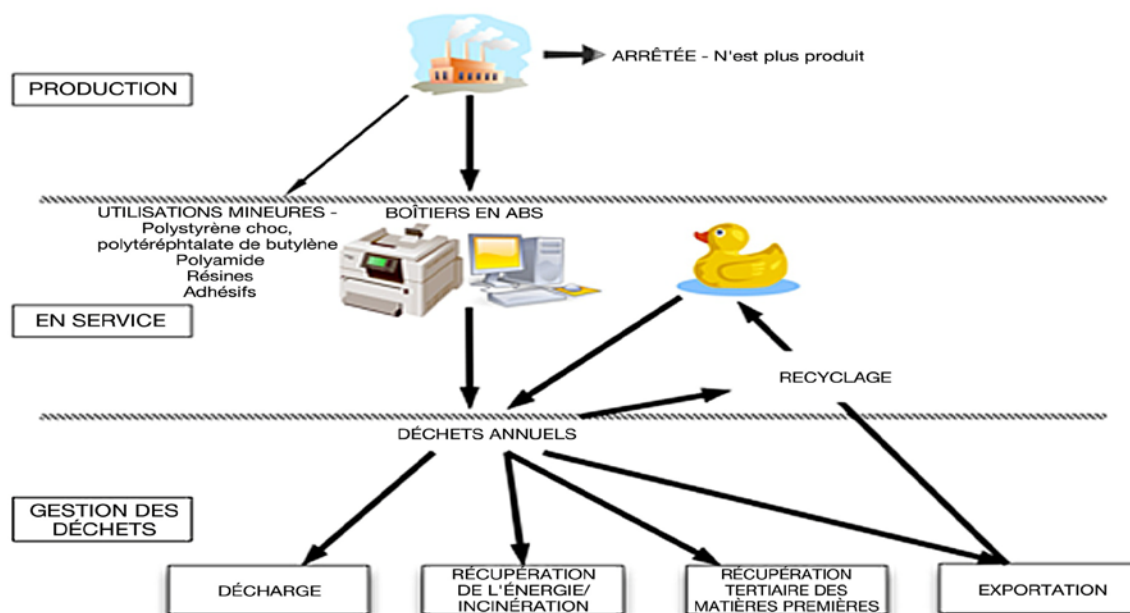 ARRÊTÉE - N'est plus produit
PRODUCTION
UTILISATIONS MINEURES -
Polystyrène choc,
polytéréphtalate de butylène
Polyamide
Résines
Adhésifs
BOÎTIERS EN ABS
EN SERVICE
RECYCLAGE
DÉCHETS ANNUELS
GESTION DES
DÉCHETS
DÉCHARGE
RÉCUPÉRATION
DE L'ÉNERGIE/
INCINÉRATION
RÉCUPÉRATION
TERTIAIRE DES
MATIÈRES PREMIÈRES
EXPORTATION